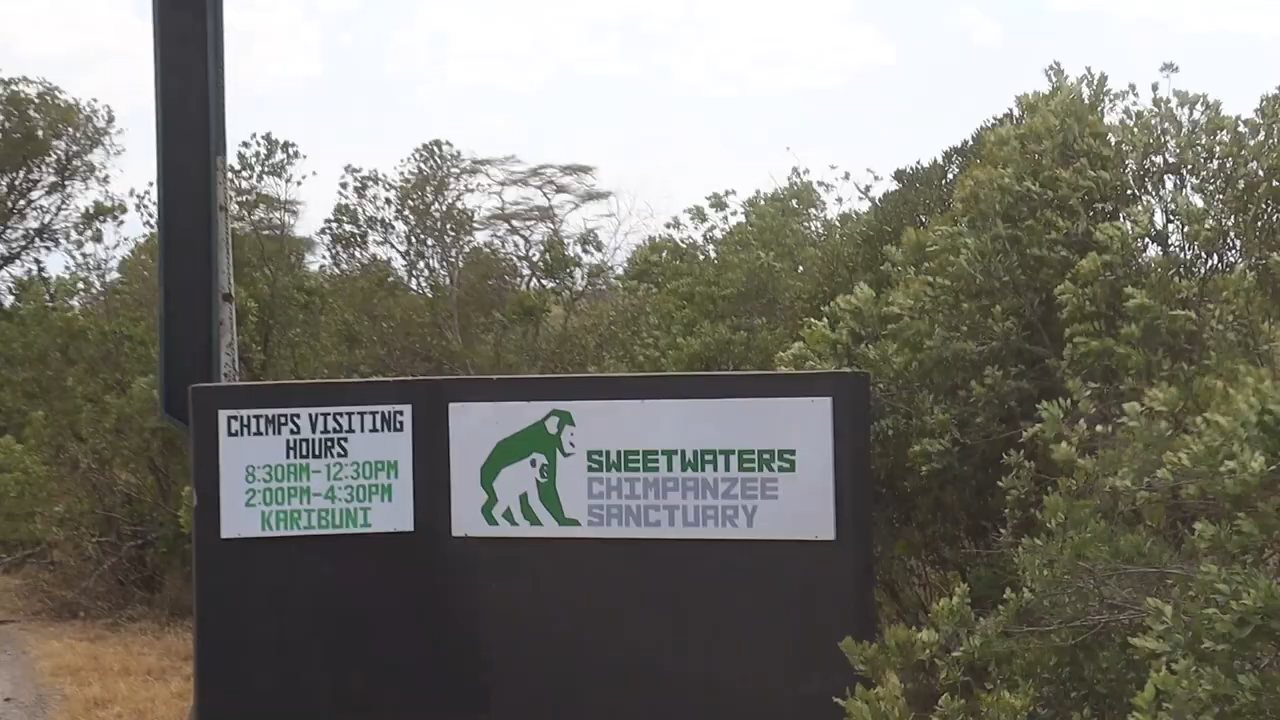 CHIMPS VISITING
HOURS
8:30AM-12:30PM
2:00PM-4:30PM
KARIBUNI
SWEETWATERS
CHIMPANZEE
SANCTUARY